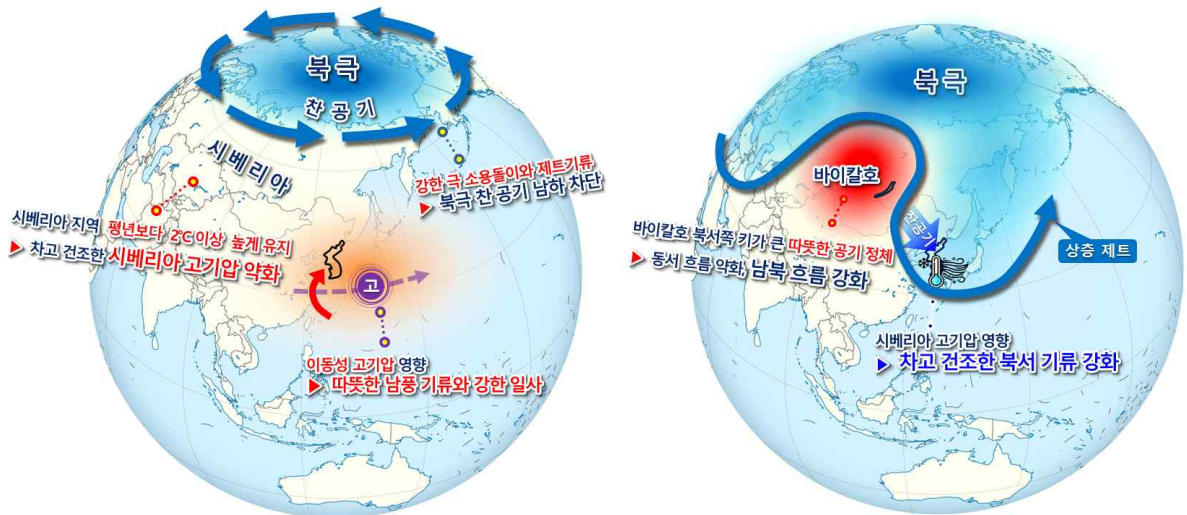 북극
찬 공기
시베리아
강한 극 소용돌이와 제트기류
▶ 북극 찬 공기 남하 차단
시베리아 지역 평년보다 2℃이상 높게 유지
▶ 차고 건조한 시베리아 고기압 약화
고
이동성 고기압 영향
▶ 따뜻한 남풍 기류와 강한 일사
북극
바이칼호
찬공기
바이칼호 북서쪽 키가 큰 따뜻한 공기 정체
▶ 동서 흐름 약화, 남북 흐름 강화
상층 제트
시베리아 고기압 영향
▶ 차고 건조한 북서 기류 강화